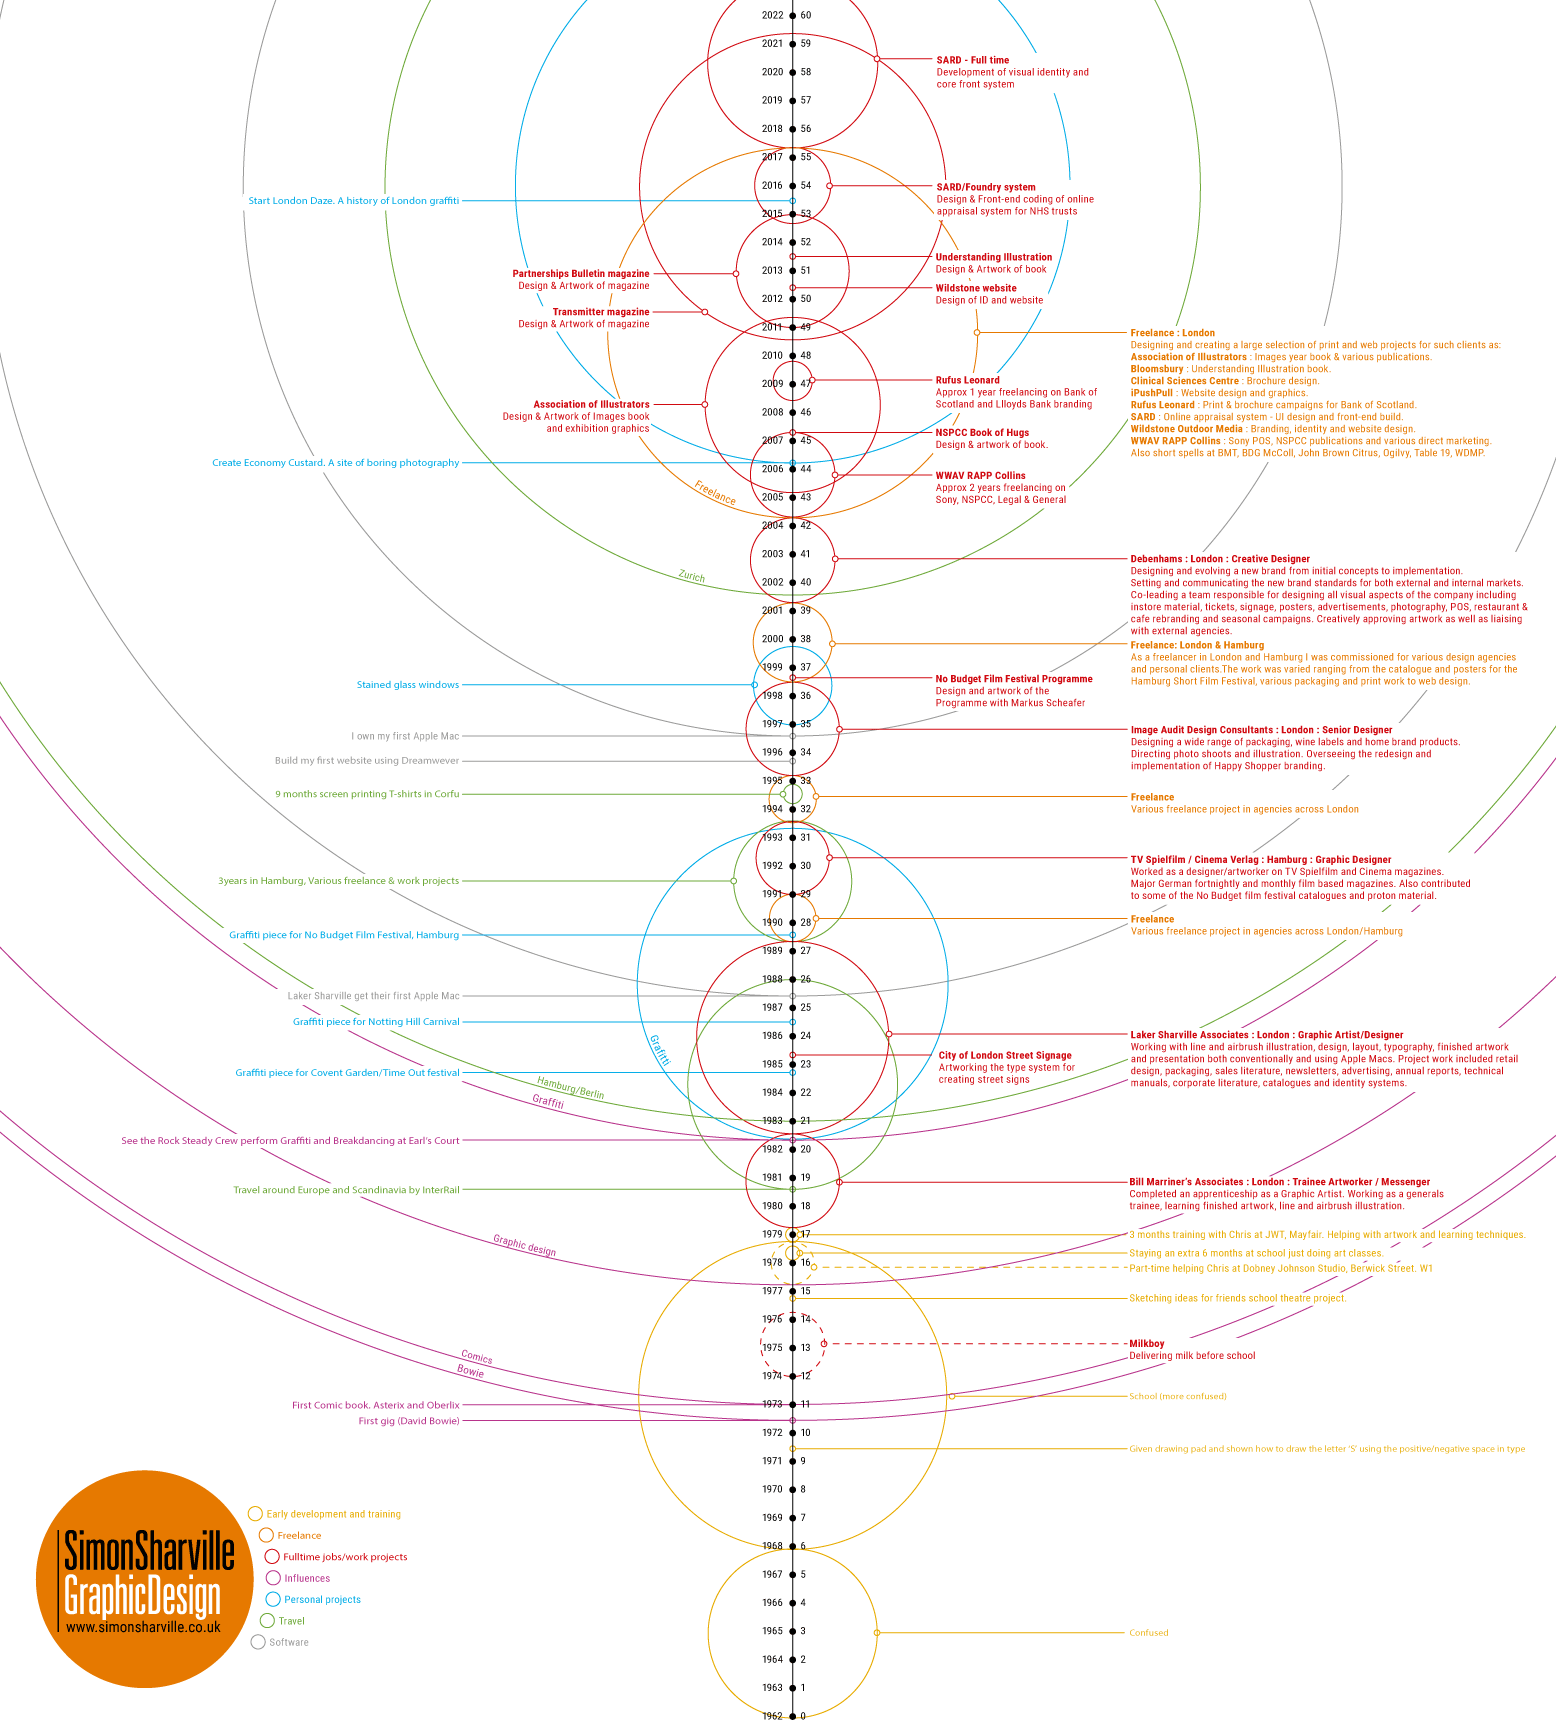 2022 60
2021 59
SARD - Full time
Development of visual identity and
core front system
2020 58
2019 57
2018 56
2017 55
2016 54
SARD/Foundry system
Design & Front-end coding of online
appraisal system for NHS trusts
Start London Daze. A history of London graffiti
2015 53
2014 52
Understanding Illustration
Design & Artwork of book
2013 51
Partnerships Bulletin magazine
Design & Artwork of magazine
Wildstone website
Design of ID and website
2012 50
Transmitter magazine
Design & Artwork of magazine
2011 49
Freelance : London
Designing and creating a large selection of print and web projects for such clients as:
Association of Illustrators : Images year book & various publications.
Bloomsbury : Understanding Illustration book.
Clinical Sciences Centre : Brochure design.
iPushPull : Website design and graphics.
Rufus Leonard : Print & brochure campaigns for Bank of Scotland.
SARD : Online appraisal system - UI design and front-end build.
Wildstone Outdoor Media : Branding, identity and website design.
WWAV RAPP Collins : Sony POS, NSPCC publications and various direct marketing.
Also short spells at BMT, BDG McColl, John Brown Citrus, Ogilvy, Table 19, WDMP.
2010 48
2009 47
Rufus Leonard
Approx 1 year freelancing on Bank of
Scotland and Llloyds Bank branding
Association of Illustrators
Design & Artwork of Images book
and exhibition graphics
2008 46
NSPCC Book of Hugs
Design & artwork of book.
2007 45
Create Economy Custard. A site of boring photography
2006 44
WWAV RAPP Collins
Approx 2 years freelancing on
Sony, NSPCC, Legal & General
Freelance
2005 43
2004 42
2003 41
Debenhams : London : Creative Designer
Designing and evolving a new brand from initial concepts to implementation.
Setting and communicating the new brand standards for both external and internal markets.
Co-leading a team responsible for designing all visual aspects of the company including
instore material, tickets, signage, posters, advertisements, photography, POS, restaurant &
cafe rebranding and seasonal campaigns. Creatively approving artwork as well as liaising
with external agencies.
Zurich
2002 40
2001 39
2000 38
Freelance: London & Hamburg
As a freelancer in London and Hamburg I was commissioned for various design agencies
and personal clients.The work was varied ranging from the catalogue and posters for the
Hamburg Short Film Festival, various packaging and print work to web design.
1999 37
No Budget Film Festival Programme
Design and artwork of the
Programme with Markus Scheafer
Stained glass windows
1998 36
1997 35
Image Audit Design Consultants : London : Senior Designer
Designing a wide range of packaging, wine labels and home brand products.
Directing photo shoots and illustration. Overseeing the redesign and
implementation of Happy Shopper branding.
I own my first Apple Mac
1996 34
Build my first website using Dreamwever
1995 33
9 months screen printing T-shirts in Corfu
Freelance
Various freelance project in agencies across London
1994 32
1993 31
TV Spielfilm / Cinema Verlag : Hamburg : Graphic Designer
Worked as a designer/artworker on TV Spielfilm and Cinema magazines.
Major German fortnightly and monthly film based magazines. Also contributed
to some of the No Budget film festival catalogues and proton material.
1992 30
3years in Hamburg, Various freelance & work projects
1991 29
1990 28
Freelance
Various freelance project in agencies across London/Hamburg
Graffiti piece for No Budget Film Festival, Hamburg
1989 27
1988 26
Laker Sharville get their first Apple Mac
1987 25
Graffiti piece for Notting Hill Carnival
1986 24
Laker Sharville Associates : London : Graphic Artist/Designer
Working with line and airbrush illustration, design, layout, typography, finished artwork
and presentation both conventionally and using Apple Macs. Project work included retail
design, packaging, sales literature, newsletters, advertising, annual reports, technical
manuals, corporate literature, catalogues and identity systems.
Grafitti
City of London Street Signage
Artworking the type system for
creating street signs
1985 23
Graffiti piece for Covent Garden/Time Out festival
Hamburg/Berlin
1984 22
Graffiti
1983 21
See the Rock Steady Crew perform Graffiti and Breakdancing at Earl's Court
1982 20
1981 19
Bill Marriner's Associates : London : Trainee Artworker / Messenger
Completed an apprenticeship as a Graphic Artist. Working as a generals
trainee, learning finished artwork, line and airbrush illustration.
Travel around Europe and Scandinavia by InterRail
1980 18
1979 17
3 months training with Chris at JWT, Mayfair. Helping with artwork and learning techniques.
Graphic design
Staying an extra 6 months at school just doing art classes.
1978 16
Part-time helping Chris at Dobney Johnson Studio, Berwick Street. W1
1977 15
Sketching ideas for friends school theatre project.
1976 14
Milkboy
Delivering milk before school
1975 13
Comics
Bowie
1974 12
School (more confused)
First Comic book. Asterix and Oberlix
1973 11
First gig (David Bowie)
1972 10
Given drawing pad and shown how to draw the letter 'S' using the positive/negative space in type
1971 9
1970 8
1969 7
1968 6
1967 5
1966 4
1965 3
Confused
1964 2
1963 1
1962 0
SimonSharville
GraphicDesign
www.simonsharville.co.uk
Early development and training
Freelance
Fulltime jobs/work projects
Influences
Personal projects
Travel
Software